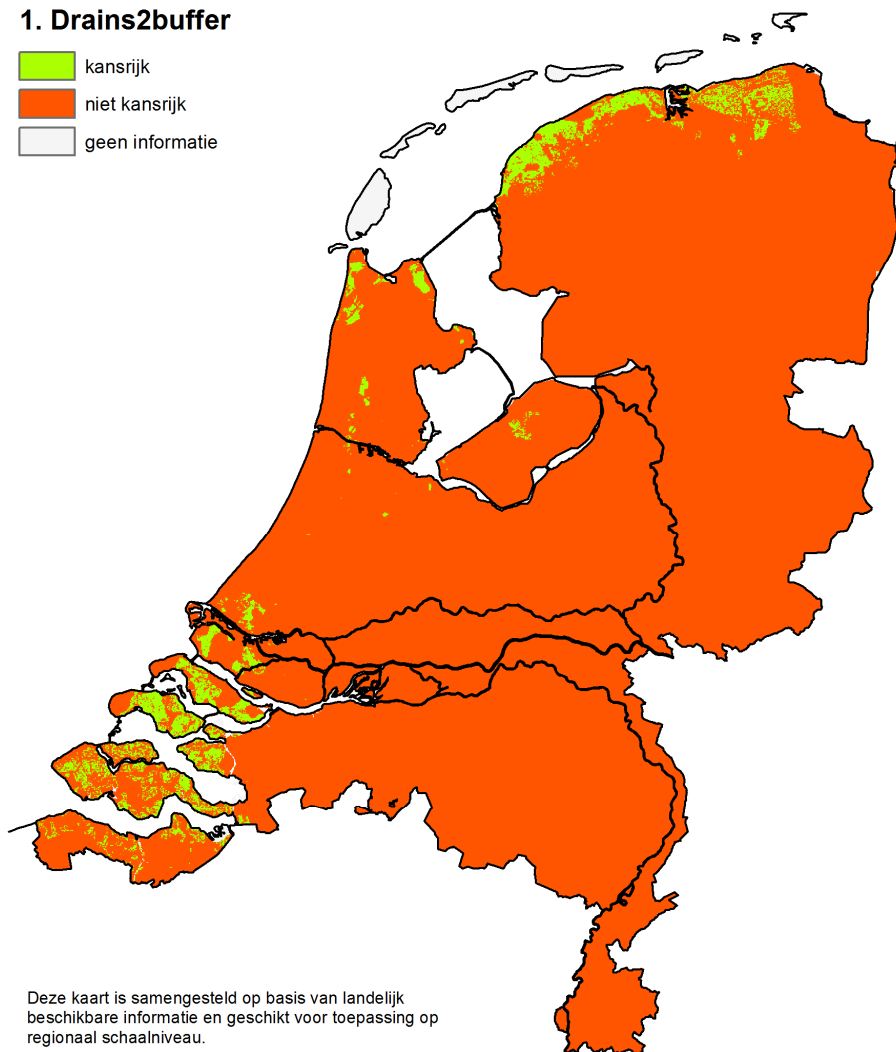 1. Drains2buffer
kansrijk
niet kansrijk
geen informatie
Deze kaart is samengesteld op basis van landelijk
beschikbare informatie en geschikt voor toepassing op
regionaal schaalniveau.